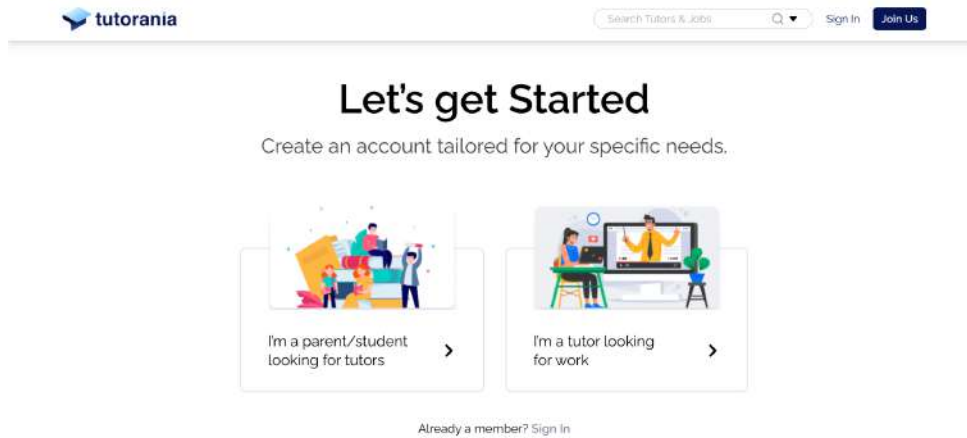 tutorania
Search Tutors & Jobs
Sign In
Join Us
Let's get Started
Create an account tailored for your specific needs.
I'm a parent/student
looking for tutors
I'm a tutor looking
for work
Already a member? Sign In